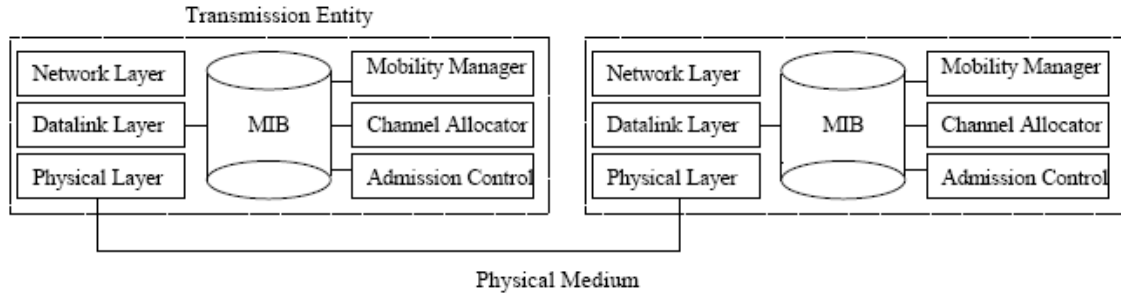 Transmission Entity
Network Layer
Datalink Layer
Physical Layer
MIB
Mobility Manager
Channel Allocator
Admission Control
Network Layer
Datalink Layer
Physical Layer
MIB
Mobility Manager
Channel Allocator
Admission Control
Physical Medium